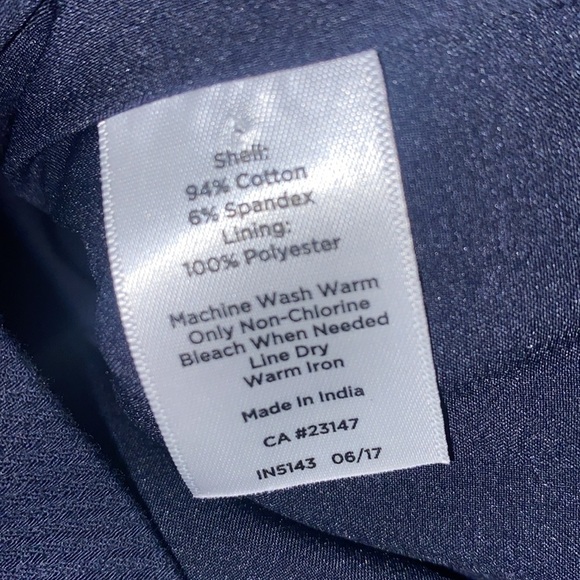 Shell:
94% Cotton
6% Spandex
Lining:
100% Polyester
Machine Wash Warm
Only Non-Chlorine
Bleach When Needed
Line Dry
Warm Iron
Made In India
CA #23147
IN5143 06/17